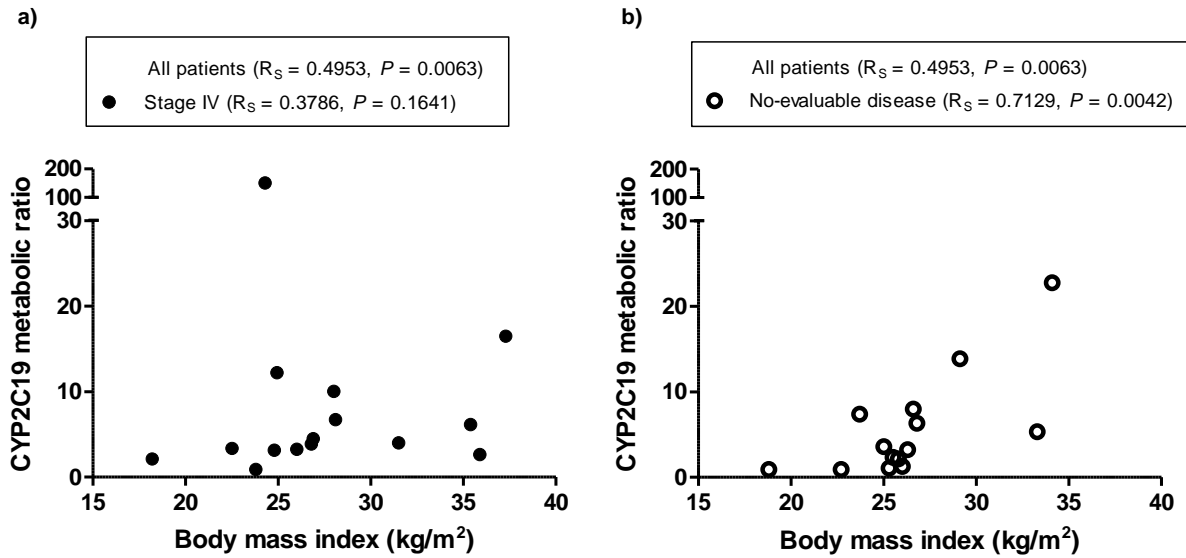 a)
All patients (R_S = 0.4953, P = 0.0063)
Stage IV (R_S = 0.3786, P = 0.1641)
200
100
30
20
10
0
15 20 25 30 35 40
CYP2C19 metabolic ratio
Body mass index (kg/m²)
b)
All patients (R_S = 0.4953, P = 0.0063)
No-evaluable disease (R_S = 0.7129, P = 0.0042)
200
100
30
20
10
0
15 20 25 30 35 40
CYP2C19 metabolic ratio
Body mass index (kg/m²)